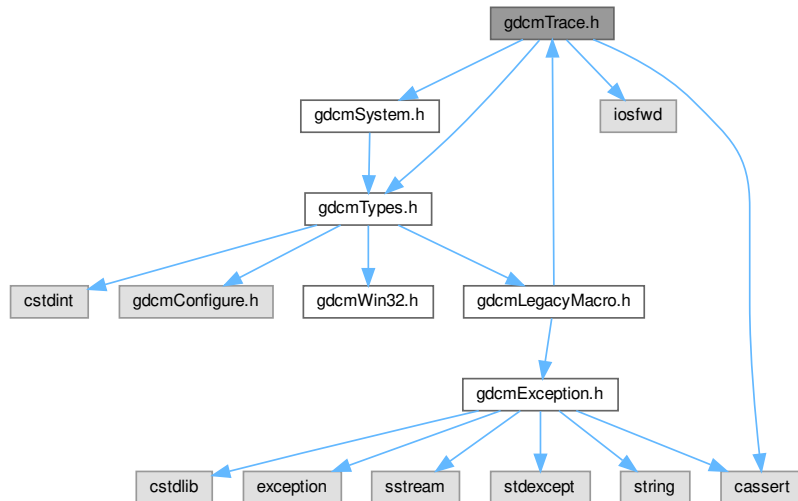 gdcmTrace.h
gdcmSystem.h
iosfwd
gdcmTypes.h
cstdint
gdcmConfigure.h
gdcmWin32.h
gdcmLegacyMacro.h
gdcmException.h
cstdlib
exception
sstream
stdexcept
string
cassert